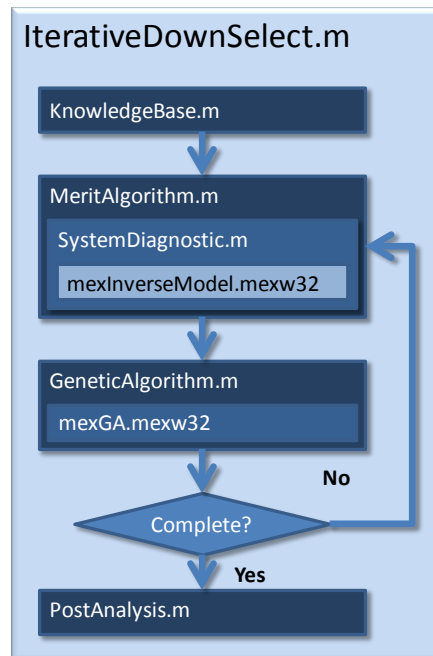 IterativeDownSelect.m
KnowledgeBase.m
MeritAlgorithm.m
SystemDiagnostic.m
mexInverseModel.mexw32
GeneticAlgorithm.m
mexGA.mexw32
No
Complete?
Yes
PostAnalysis.m